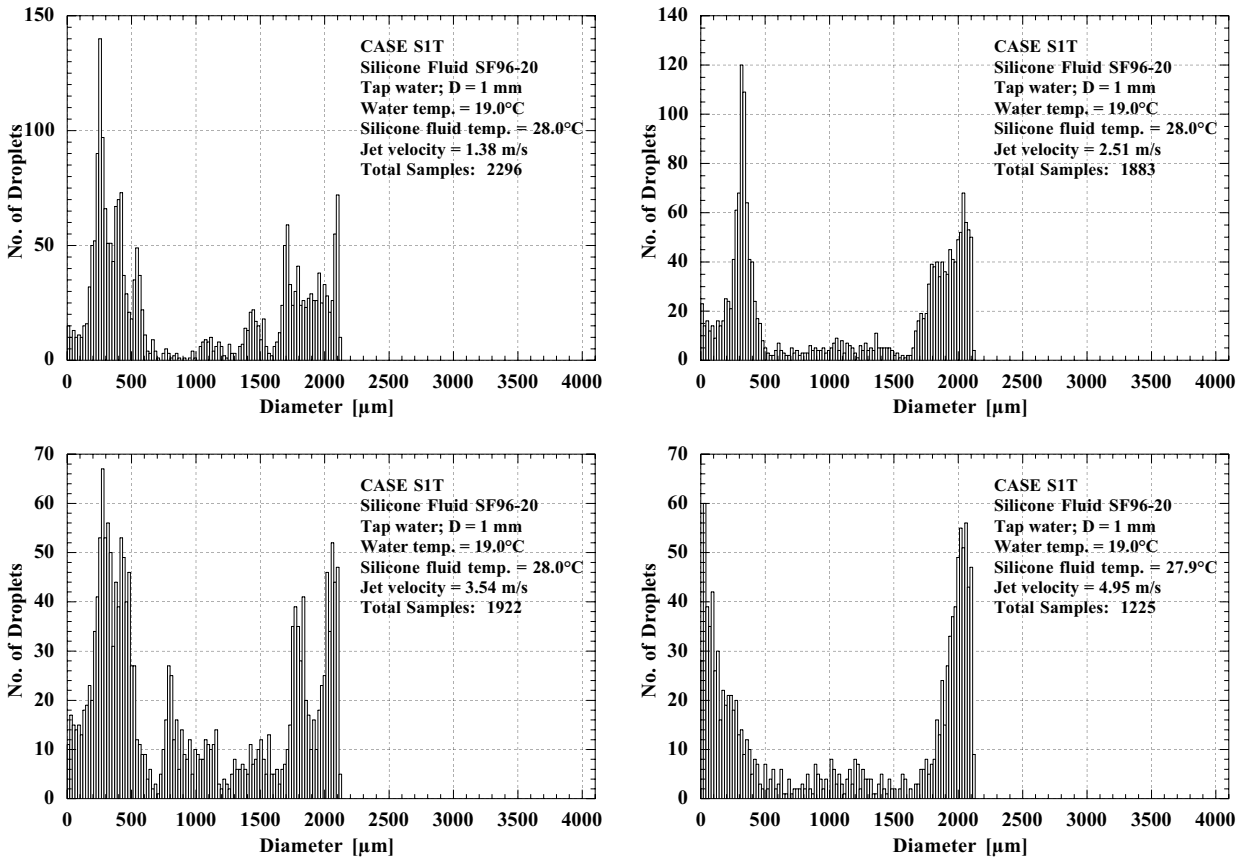 150
100
50
0
No. of Droplets
CASE S1T
Silicone Fluid SF96-20
Tap water; D = 1 mm
Water temp. = 19.0°C
Silicone fluid temp. = 28.0°C
Jet velocity = 1.38 m/s
Total Samples: 2296
0 500 1000 1500 2000 2500 3000 3500 4000
Diameter [µm]
140
120
100
80
60
40
20
0
No. of Droplets
CASE S1T
Silicone Fluid SF96-20
Tap water; D = 1 mm
Water temp. = 19.0°C
Silicone fluid temp. = 28.0°C
Jet velocity = 2.51 m/s
Total Samples: 1883
0 500 1000 1500 2000 2500 3000 3500 4000
Diameter [µm]
70
60
50
40
30
20
10
0
No. of Droplets
CASE S1T
Silicone Fluid SF96-20
Tap water; D = 1 mm
Water temp. = 19.0°C
Silicone fluid temp. = 28.0°C
Jet velocity = 3.54 m/s
Total Samples: 1922
0 500 1000 1500 2000 2500 3000 3500 4000
Diameter [µm]
70
60
50
40
30
20
10
0
No. of Droplets
CASE S1T
Silicone Fluid SF96-20
Tap water; D = 1 mm
Water temp. = 19.0°C
Silicone fluid temp. = 27.9°C
Jet velocity = 4.95 m/s
Total Samples: 1225
0 500 1000 1500 2000 2500 3000 3500 4000
Diameter [µm]